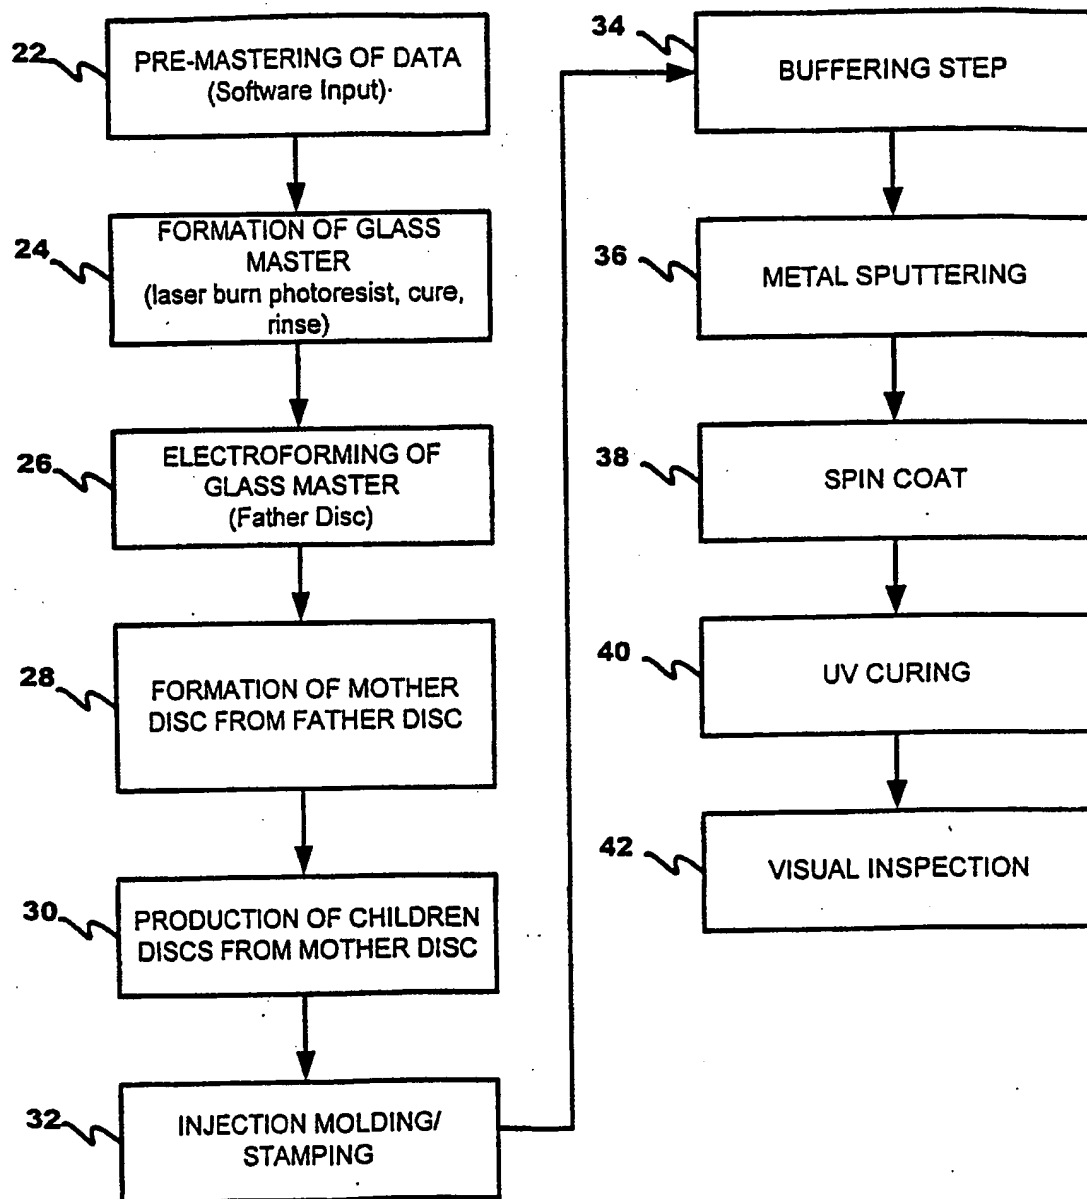 22
PRE-MASTERING OF DATA
(Software Input)
24
FORMATION OF GLASS
MASTER
(laser burn photoresist, cure,
rinse)
26
ELECTROFORMING OF
GLASS MASTER
(Father Disc)
28
FORMATION OF MOTHER
DISC FROM FATHER DISC
30
PRODUCTION OF CHILDREN
DISCS FROM MOTHER DISC
32
INJECTION MOLDING/
STAMPING
34
BUFFERING STEP
36
METAL SPUTTERING
38
SPIN COAT
40
UV CURING
42
VISUAL INSPECTION